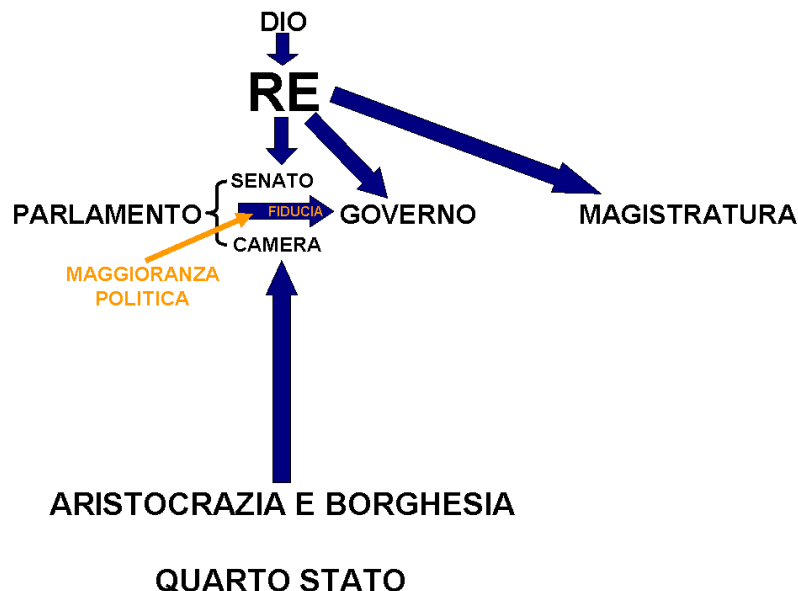 DIO
RE
SENATO
PARLAMENTO
FIDUCIA
GOVERNO
MAGISTRATURA
CAMERA
MAGGIORANZA
POLITICA
ARISTOCRAZIA E BORGHESIA
QUARTO STATO